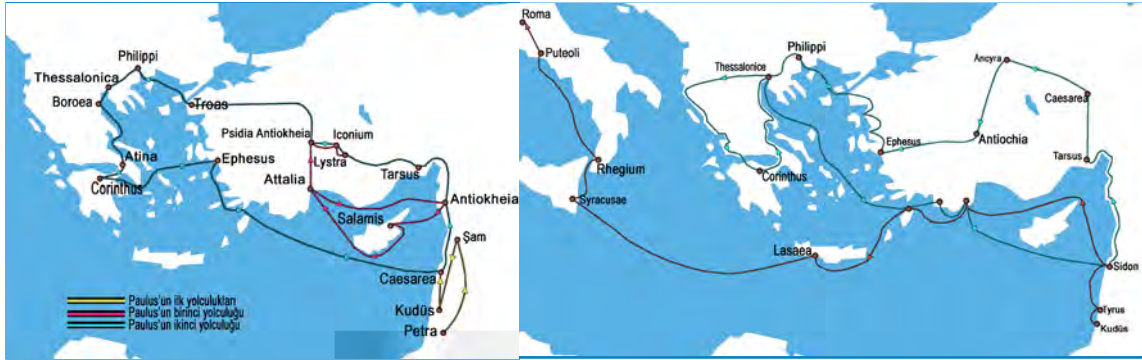 Philippi
Thessalonica
Boroea
Troas
Psidia Antiokheia
Iconium
Lystra
Atina
Ephesus
Tarsus
Corinthus
Attalia
Antiokheia
Salamis
Şam
Caesarea
Kudüs
Petra
Paulus'un ilk yolculukları
Paulus'un birinci yolculuğu
Paulus'un ikinci yolculuğu
Roma
Puteoli
Philippi
Thessalonice
Ancyra
Caesarea
Ephesus
Antiochia
Tarsus
Rhegium
Corinthus
Syracusae
Lasaea
Sidon
Tyrus
Kudüs